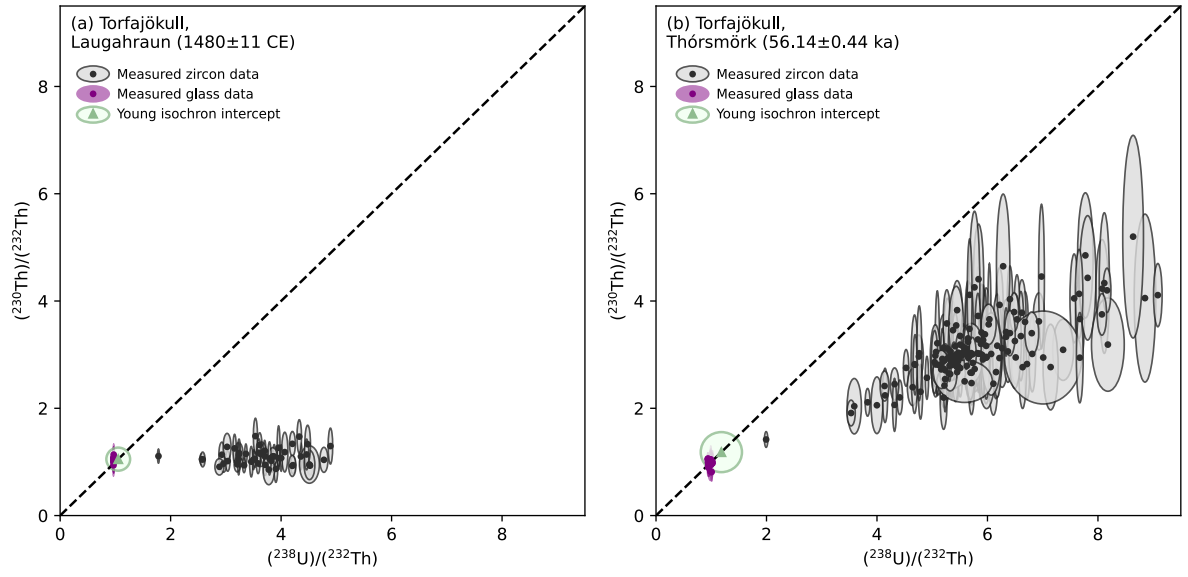 (a) Torfajökull,
Laugahraun (1480±11 CE)
Measured zircon data
Measured glass data
Young isochron intercept
8
6
4
2
0
(²³⁰Th)/(²³²Th)
0 2 4 6 8
(²³⁸U)/(²³²Th)
(b) Torfajökull,
Thórsmörk (56.14±0.44 ka)
Measured zircon data
Measured glass data
Young isochron intercept
8
6
4
2
0
(²³⁰Th)/(²³²Th)
0 2 4 6 8
(²³⁸U)/(²³²Th)